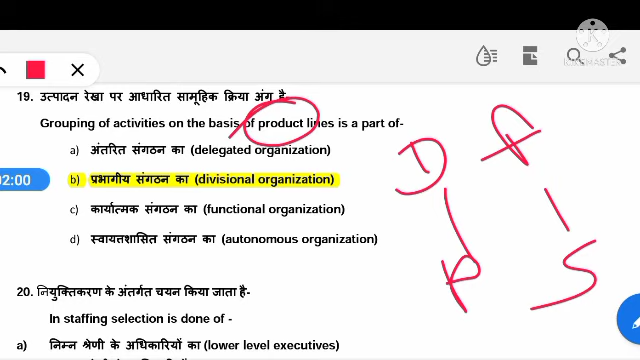 19. उत्पादन रेखा पर आधारित सामूहिक क्रिया अंग है-
Grouping of activities on the basis of product lines is a part of-
a) अंतरित संगठन का (delegated organization)
02:00
b) प्रभागीय संगठन का (divisional organization)
c) कार्यात्मक संगठन का (functional organization)
d) स्वायत्तशासित संगठन का (autonomous organization)
D F
P S
20. नियुक्तिकरण के अंतर्गत चयन किया जाता है-
In staffing selection is done of -
a) निम्न श्रेणी के अधिकारियों का (lower level executives)